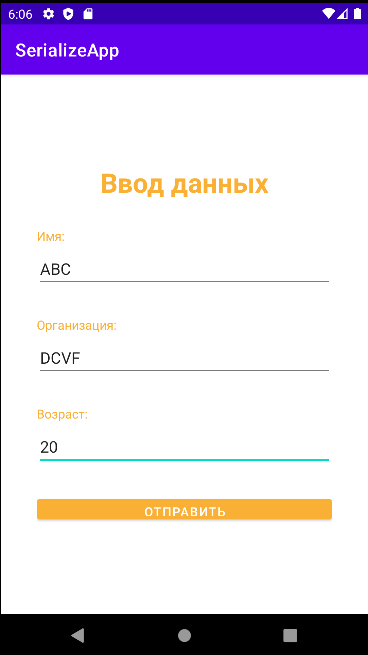 6:06
SerializeApp
Ввод данных
Имя:
ABC
Организация:
DCVF
Возраст:
20
ОТПРАВИТЬ